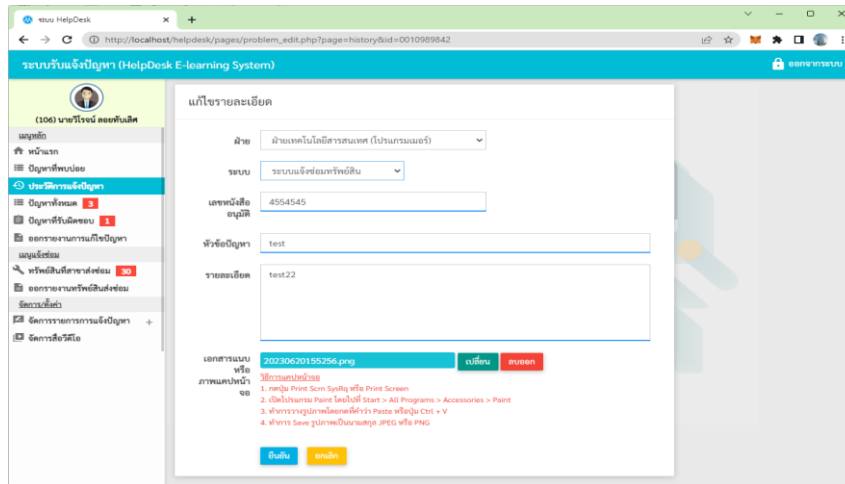 ระบบ HelpDesk
http://localhost/helpdesk/pages/problem_edit.php?page=history&id=0010989842
ระบบรับแจ้งปัญหา (HelpDesk E-learning System)
ออกจากระบบ
(106) นายวิโรจน์ ลอยทับเลิศ
เมนูหลัก
หน้าแรก
ปัญหาที่พบบ่อย
ประวัติการแจ้งปัญหา
ปัญหาทั้งหมด 3
ปัญหาที่รับผิดชอบ 1
ออกรายงานการแก้ไขปัญหา
เมนูแจ้งซ่อม
ทรัพย์สินที่สาขาส่งซ่อม 30
ออกรายงานทรัพย์สินส่งซ่อม
จัดการ/ตั้งค่า
จัดการรายการการแจ้งปัญหา +
จัดการสื่อวีดีโอ
แก้ไขรายละเอียด
ฝ่าย ฝ่ายเทคโนโลยีสารสนเทศ (โปรแกรมเมอร์)
ระบบ ระบบแจ้งซ่อมทรัพย์สิน
เลขหนังสือ 4554545
อนุมัติ
หัวข้อปัญหา test
รายละเอียด test22
เอกสารแนบ 20230620155256.png เปลี่ยน ลบออก
หรือ
ภาพแคปหน้า
จอ
วิธีการแคปหน้าจอ
1. กดปุ่ม Print Scrn SysRq หรือ Print Screen
2. เปิดโปรแกรม Paint โดยไปที่ Start > All Programs > Accessories > Paint
3. ทำการวางรูปภาพโดยกดที่คำว่า Paste หรือปุ่ม Ctrl + V
4. ทำการ Save รูปภาพเป็นนามสกุล JPEG หรือ PNG
ยืนยัน ยกเลิก